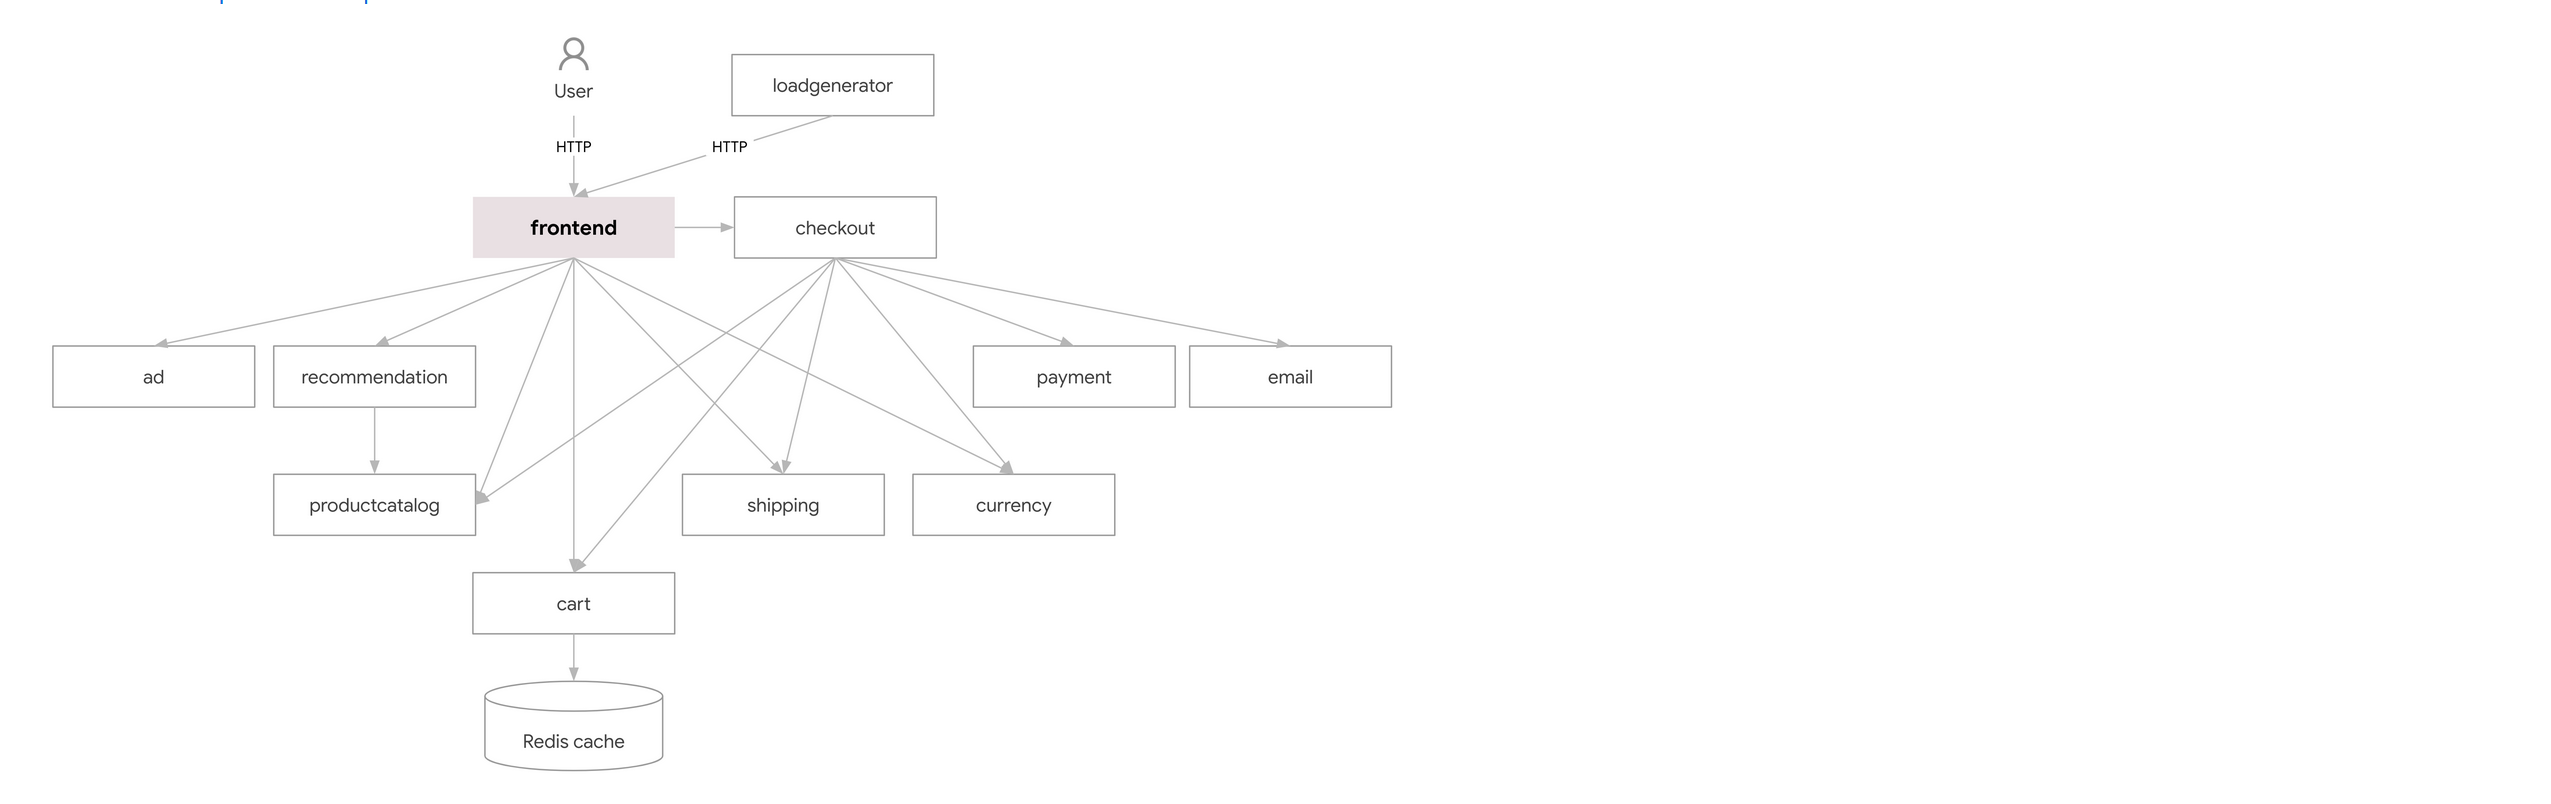 User
loadgenerator
HTTP
HTTP
frontend
checkout
ad
recommendation
payment
email
productcatalog
shipping
currency
cart
Redis cache